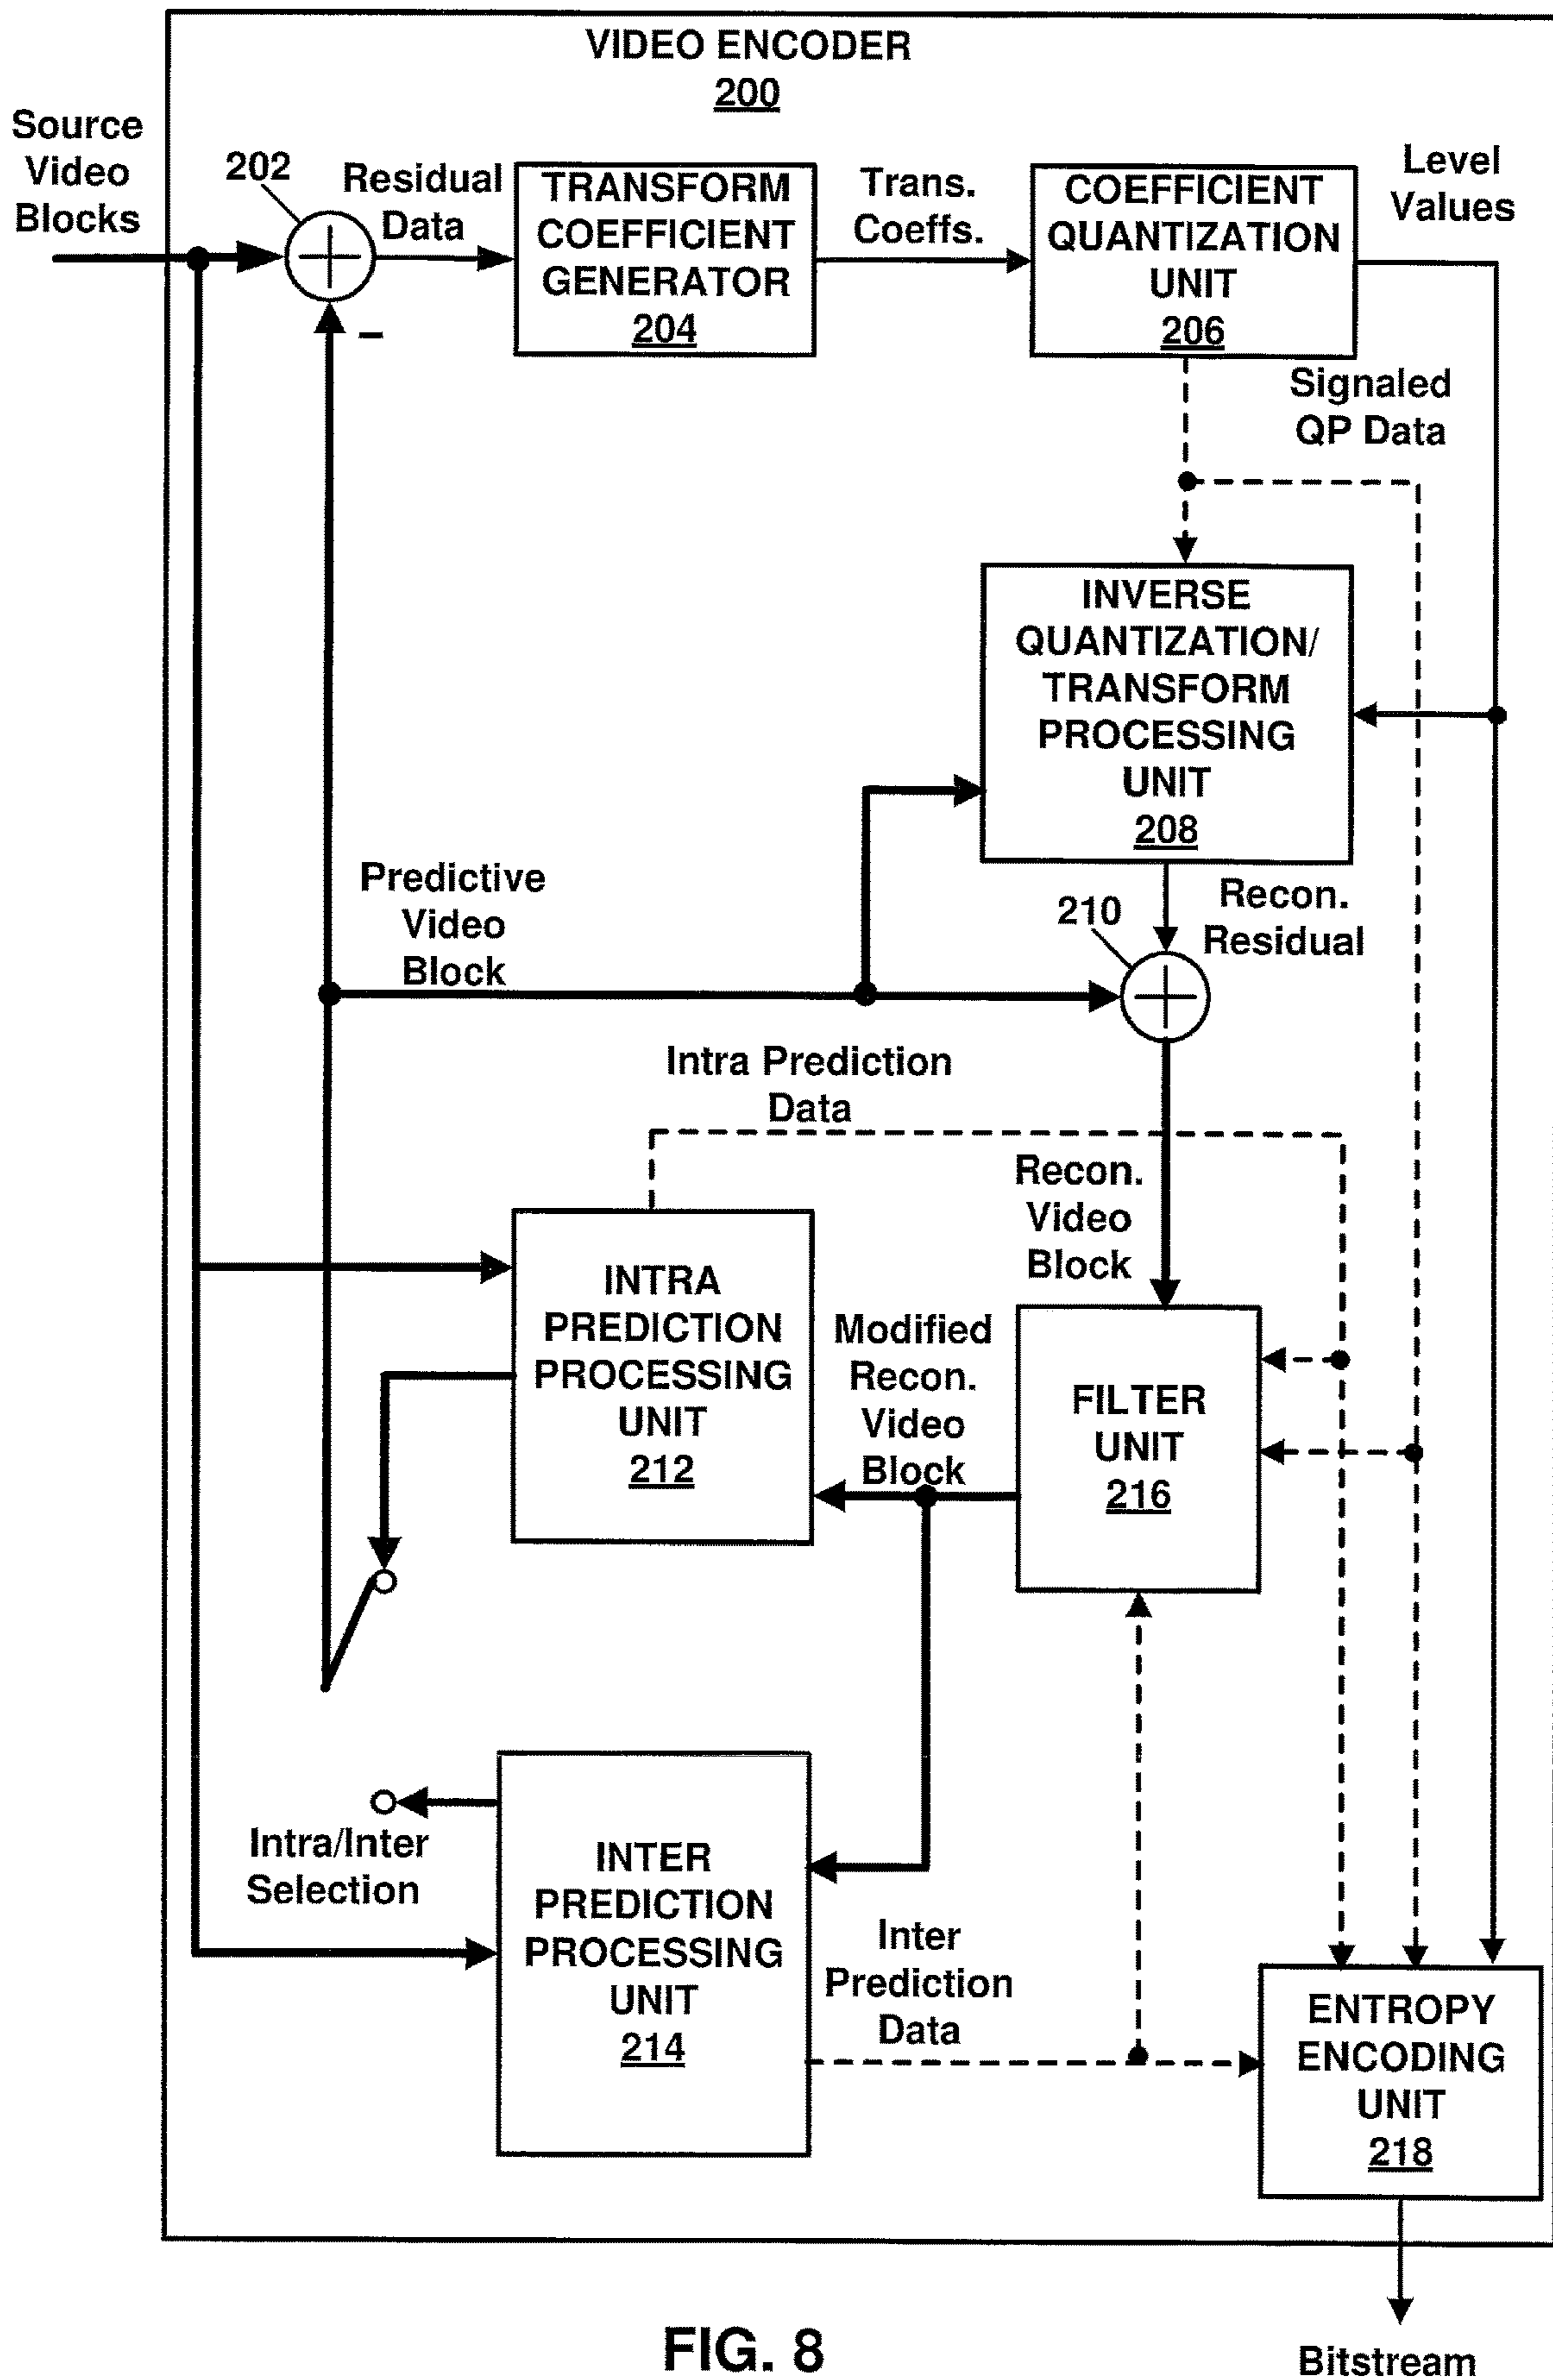 VIDEO ENCODER
200
Source
Video
Blocks
202
Residual
Data
TRANSFORM
COEFFICIENT
GENERATOR
204
Trans.
Coeffs.
COEFFICIENT
QUANTIZATION
UNIT
206
Level
Values
–
Signaled
QP Data
INVERSE
QUANTIZATION/
TRANSFORM
PROCESSING
UNIT
208
Predictive
Video
Block
210
Recon.
Residual
Intra Prediction
Data
Recon.
Video
Block
INTRA
PREDICTION
PROCESSING
UNIT
212
Modified
Recon.
Video
Block
FILTER
UNIT
216
Intra/Inter
Selection
INTER
PREDICTION
PROCESSING
UNIT
214
Inter
Prediction
Data
ENTROPY
ENCODING
UNIT
218
FIG. 8
Bitstream